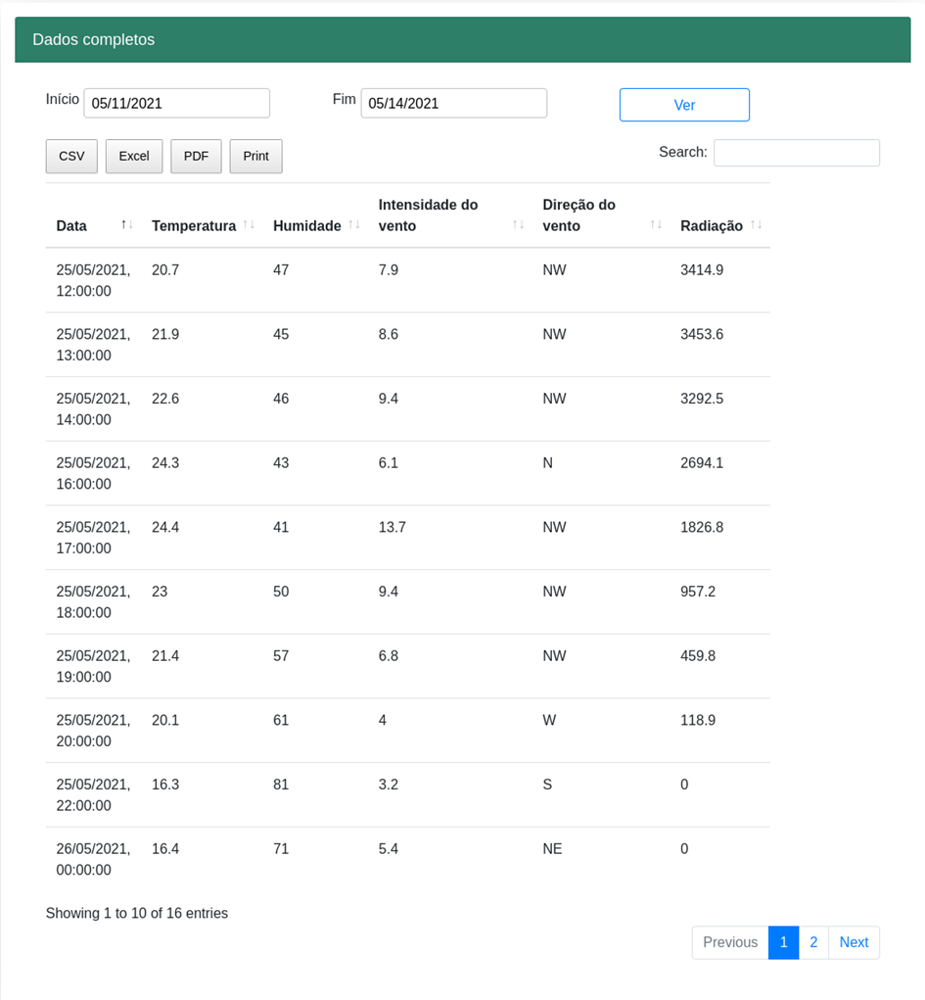 Dados completos
Início 05/11/2021 Fim 05/14/2021 Ver
CSV Excel PDF Print Search:
Data Temperatura Humidade Intensidade do vento Direção do vento Radiação
25/05/2021, 12:00:00 20.7 47 7.9 NW 3414.9
25/05/2021, 13:00:00 21.9 45 8.6 NW 3453.6
25/05/2021, 14:00:00 22.6 46 9.4 NW 3292.5
25/05/2021, 16:00:00 24.3 43 6.1 N 2694.1
25/05/2021, 17:00:00 24.4 41 13.7 NW 1826.8
25/05/2021, 18:00:00 23 50 9.4 NW 957.2
25/05/2021, 19:00:00 21.4 57 6.8 NW 459.8
25/05/2021, 20:00:00 20.1 61 4 W 118.9
25/05/2021, 22:00:00 16.3 81 3.2 S 0
26/05/2021, 00:00:00 16.4 71 5.4 NE 0
Showing 1 to 10 of 16 entries
Previous 1 2 Next